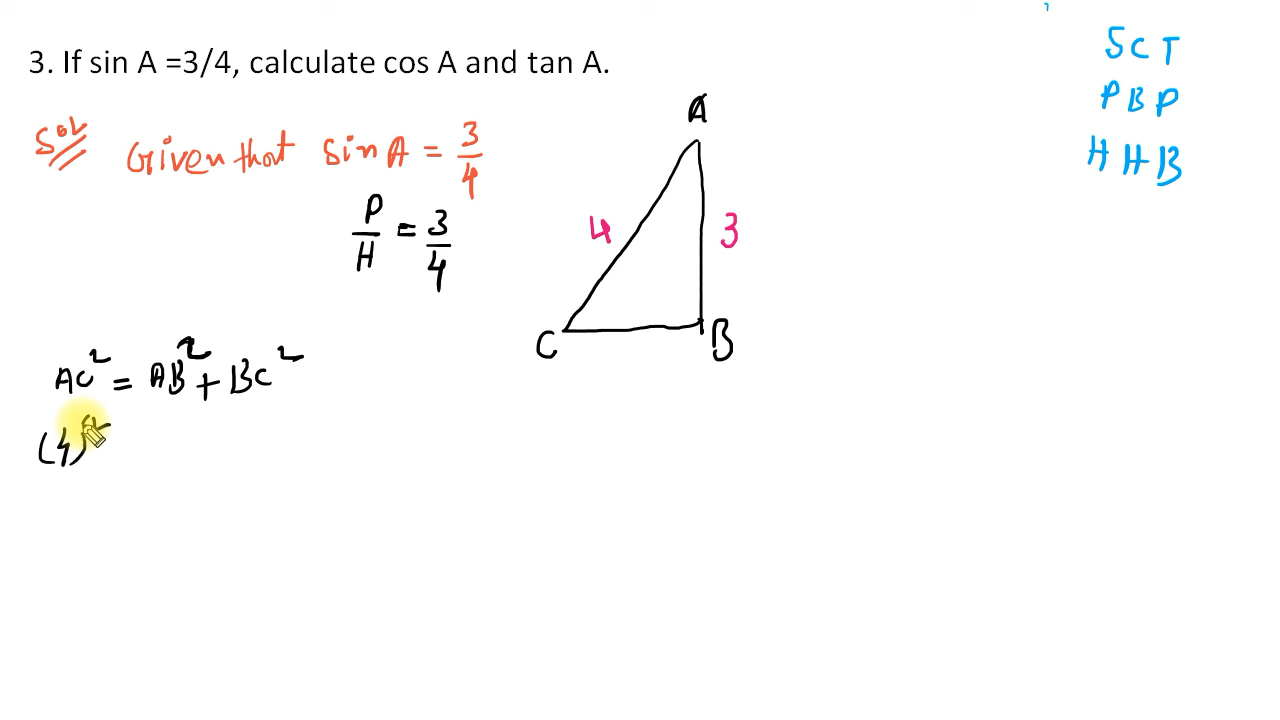 3. If sin A =3/4, calculate cos A and tan A.
Sol Given that sin A = 3/4
P/H = 3/4
A
4 3
C B
AC² = AB² + BC²
(4)²
S C T
P B P
H H B